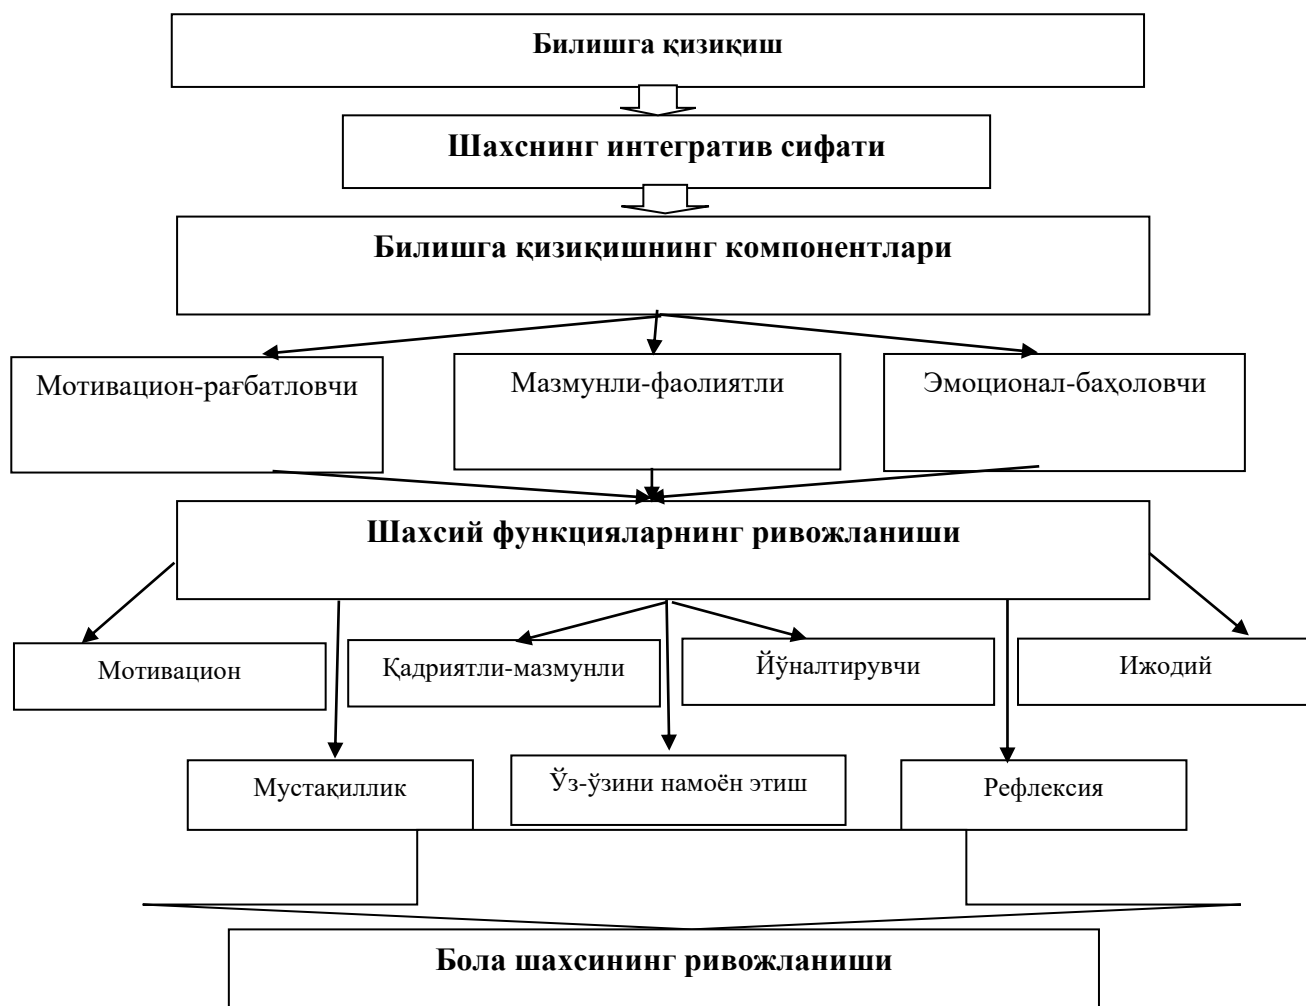 Билишга қизиқиш
Шахснинг интегратив сифати
Билишга қизиқишнинг компонентлари
Мотивацион-рағбатловчи
Мазмунли-фаолиятли
Эмоционал-баҳоловчи
Шахсий функцияларнинг ривожланиши
Мотивацион
Қадриятли-мазмунли
Йўналтирувчи
Ижодий
Мустақиллик
Ўз-ўзини намоён этиш
Рефлексия
Бола шахсининг ривожланиши